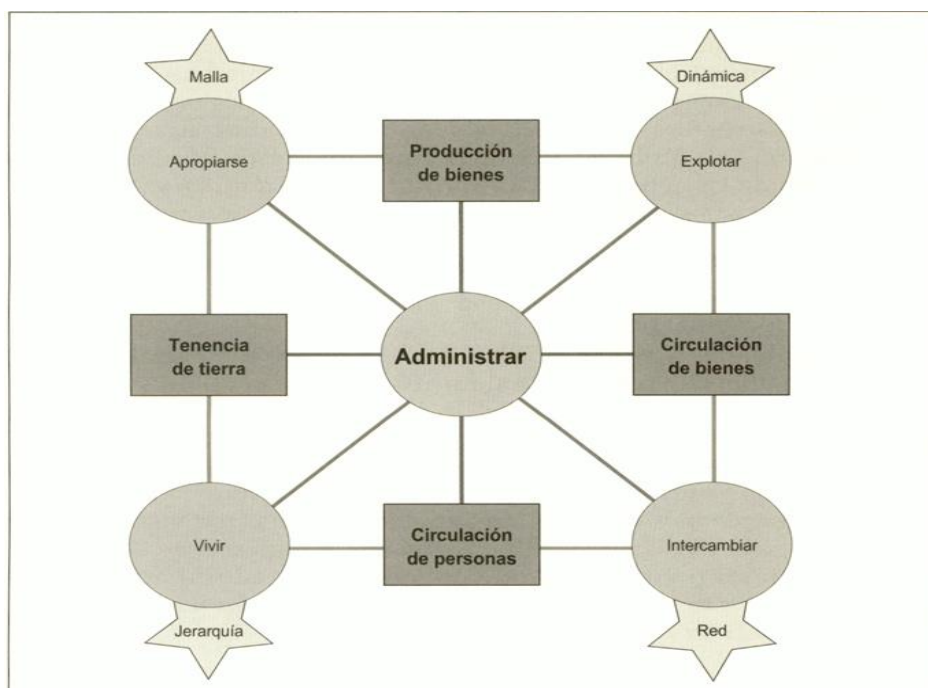 Malla
Dinámica
Apropiarse
Producción
de bienes
Explotar
Tenencia
de tierra
Administrar
Circulación
de bienes
Vivir
Circulación
de personas
Intercambiar
Jerarquía
Red